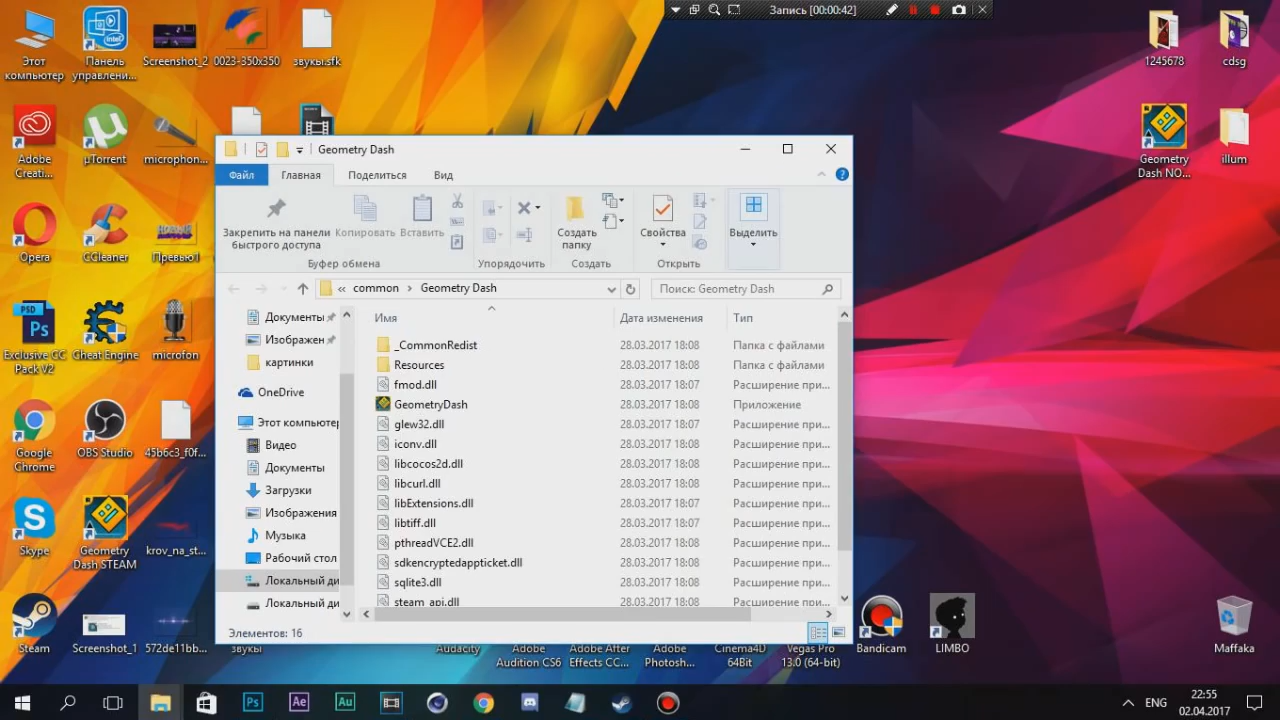 Запись [00:00:42]
Этот
компьютер
Панель
управлени...
Screenshot_2
0023-350x350
звуки.sfk
1245678
cdsg
Adobe
Creati...
µTorrent
microphon...
Geometry
Dash NO...
illum
Opera
CCleaner
Превью1
PSD
Ps
Exclusive CC
Pack V2
Cheat Engine
microfon
Google
Chrome
OBS Studio
45b6c3_f0f...
Skype
Geometry
Dash STEAM
krov_na_st...
Steam
Screenshot_1
572de11bb...
звуки
Geometry Dash
Файл
Главная
Поделиться
Вид
Закрепить на панели
быстрого доступа
Копировать
Вставить
Буфер обмена
Упорядочить
Создать
папку
Создать
Свойства
Открыть
Выделить
« common › Geometry Dash
Поиск: Geometry Dash
Документы
Изображен
картинки
OneDrive
Этот компьютер
Видео
Документы
Загрузки
Изображения
Музыка
Рабочий стол
Локальный ди
Локальный ди
Имя Дата изменения Тип
_CommonRedist 28.03.2017 18:08 Папка с файлами
Resources 28.03.2017 18:08 Папка с файлами
fmod.dll 28.03.2017 18:07 Расширение при...
GeometryDash 28.03.2017 18:08 Приложение
glew32.dll 28.03.2017 18:07 Расширение при...
iconv.dll 28.03.2017 18:08 Расширение при...
libcocos2d.dll 28.03.2017 18:08 Расширение при...
libcurl.dll 28.03.2017 18:08 Расширение при...
libExtensions.dll 28.03.2017 18:07 Расширение при...
libtiff.dll 28.03.2017 18:07 Расширение при...
pthreadVCE2.dll 28.03.2017 18:08 Расширение при...
sdkencryptedappticket.dll 28.03.2017 18:08 Расширение при...
sqlite3.dll 28.03.2017 18:08 Расширение при...
steam_api.dll 28.03.2017 18:08 Расширение при...
Элементов: 16
Audacity
Adobe
Audition CS6
Adobe After
Effects CC...
Adobe
Photosh...
Cinema4D
64Bit
Vegas Pro
13.0 (64-bit)
Bandicam
LIMBO
Maffaka
Ps
Ae
Au
ENG
22:55
02.04.2017